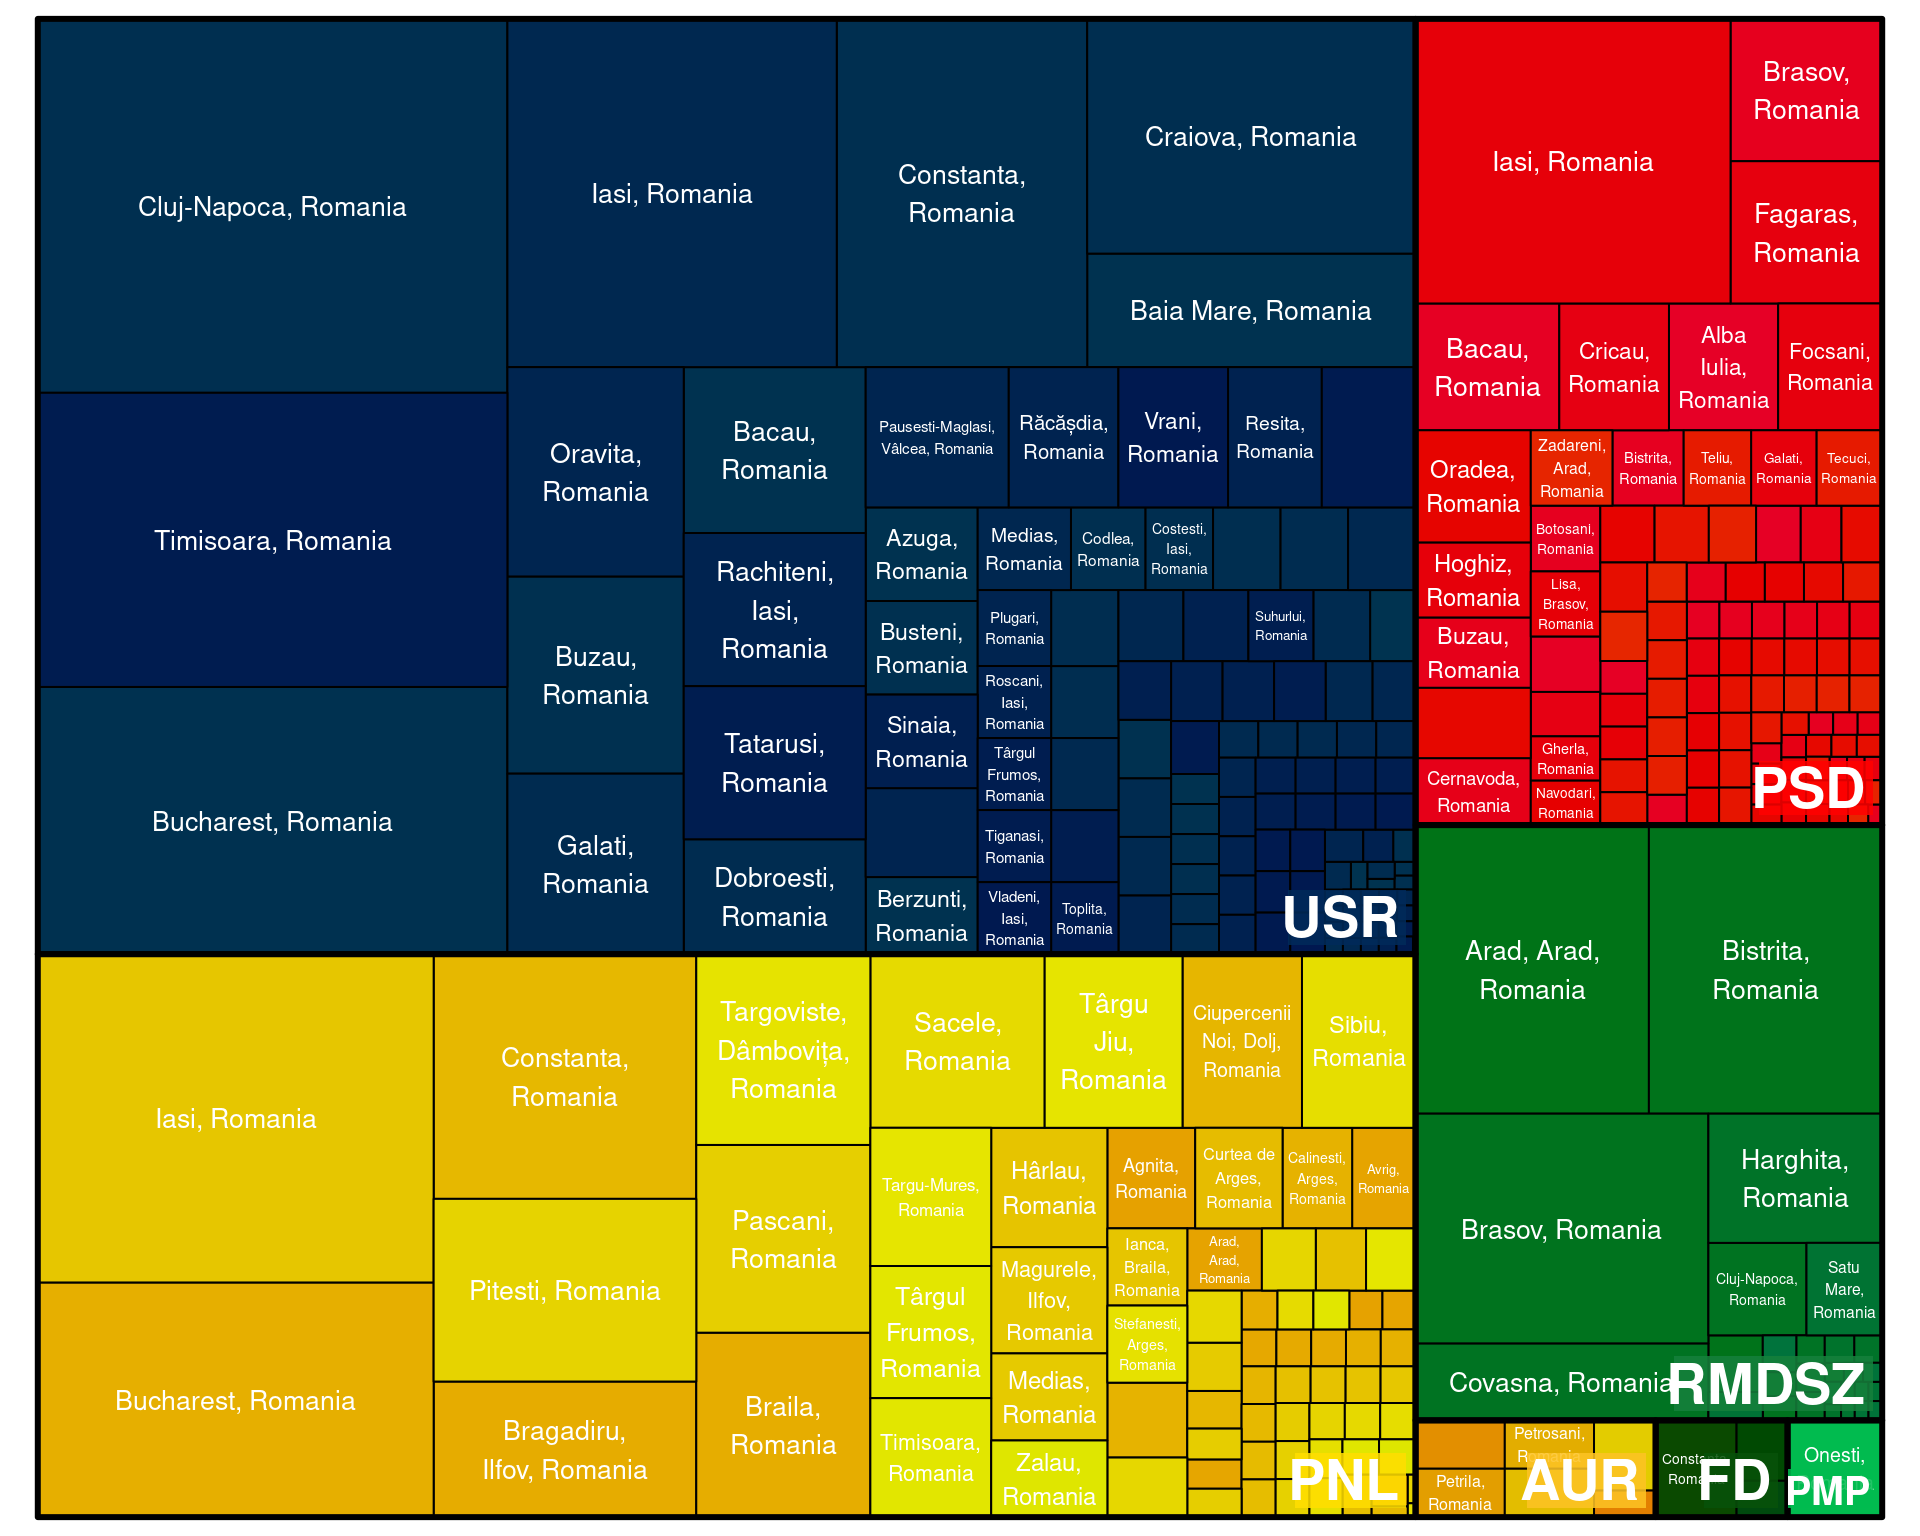 Cluj-Napoca, Romania
Timisoara, Romania
Bucharest, Romania
Iasi, Romania
Constanta,
Romania
Craiova, Romania
Baia Mare, Romania
Oravita,
Romania
Buzau,
Romania
Galati,
Romania
Bacau,
Romania
Rachiteni,
Iasi,
Romania
Tatarusi,
Romania
Dobroesti,
Romania
Pausesti-Maglasi,
Vâlcea, Romania
Răcășdia,
Romania
Vrani,
Romania
Resita,
Romania
Azuga,
Romania
Busteni,
Romania
Sinaia,
Romania
Berzunti,
Romania
Medias,
Romania
Codlea,
Romania
Costesti,
Iasi,
Romania
Plugari,
Romania
Suhurlui,
Romania
Roscani,
Iasi,
Romania
Târgul
Frumos,
Romania
Tiganasi,
Romania
Vladeni,
Iasi,
Romania
Toplita,
Romania
USR
Iasi, Romania
Brasov,
Romania
Fagaras,
Romania
Bacau,
Romania
Cricau,
Romania
Alba
Iulia,
Romania
Focsani,
Romania
Oradea,
Romania
Hoghiz,
Romania
Buzau,
Romania
Cernavoda,
Romania
Zadareni,
Arad,
Romania
Bistrita,
Romania
Teliu,
Romania
Galati,
Romania
Tecuci,
Romania
Botosani,
Romania
Lisa,
Brasov,
Romania
Gherla,
Romania
Navodari,
Romania
PSD
Iasi, Romania
Bucharest, Romania
Constanta,
Romania
Pitesti, Romania
Bragadiru,
Ilfov, Romania
Targoviste,
Dâmbovița,
Romania
Pascani,
Romania
Braila,
Romania
Sacele,
Romania
Târgu
Jiu,
Romania
Ciupercenii
Noi, Dolj,
Romania
Sibiu,
Romania
Targu-Mures,
Romania
Târgul
Frumos,
Romania
Timisoara,
Romania
Hârlau,
Romania
Magurele,
Ilfov,
Romania
Medias,
Romania
Zalau,
Romania
Agnita,
Romania
Curtea de
Arges,
Romania
Calinesti,
Arges,
Romania
Avrig,
Romania
Ianca,
Braila,
Romania
Arad,
Arad,
Romania
Stefanesti,
Arges,
Romania
PNL
Arad, Arad,
Romania
Bistrita,
Romania
Brasov, Romania
Harghita,
Romania
Cluj-Napoca,
Romania
Satu
Mare,
Romania
Covasna, Romania
RMDSZ
Petrosani,
Petrila,
Romania
AUR
FD
Onesti,
PMP